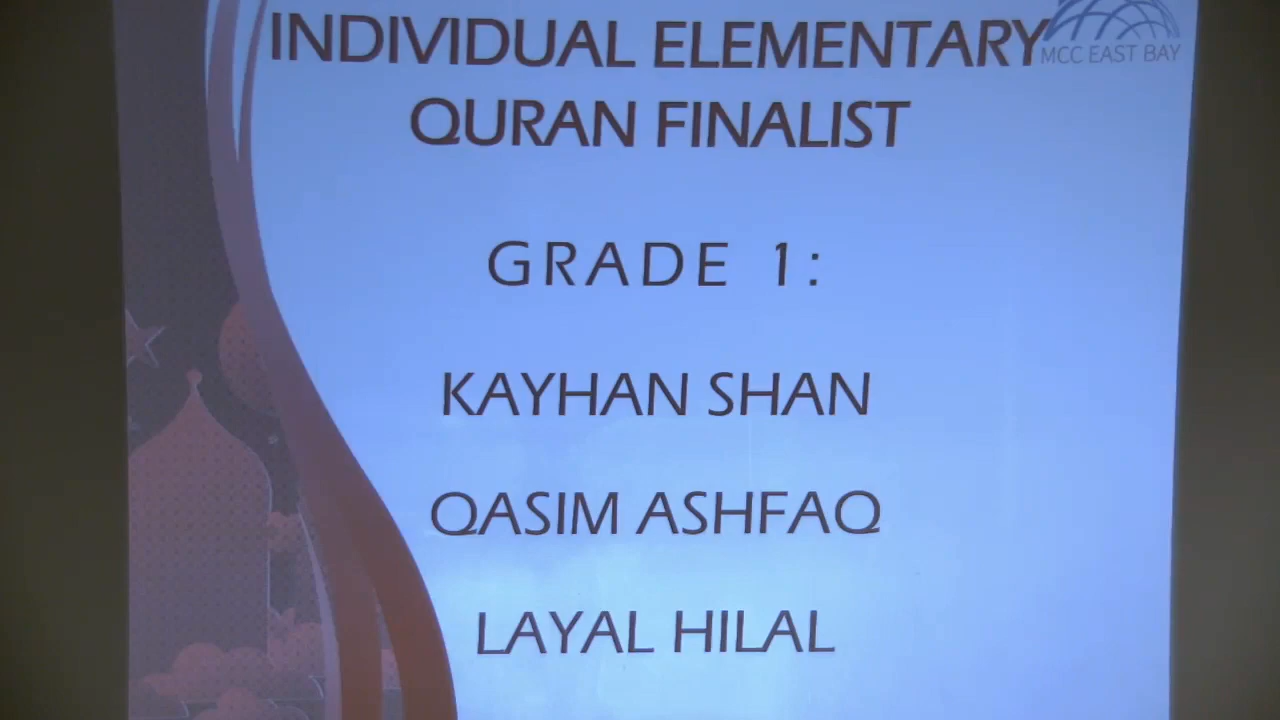 INDIVIDUAL ELEMENTARY
MCC EAST BAY
QURAN FINALIST
GRADE 1:
KAYHAN SHAN
QASIM ASHFAQ
LAYAL HILAL